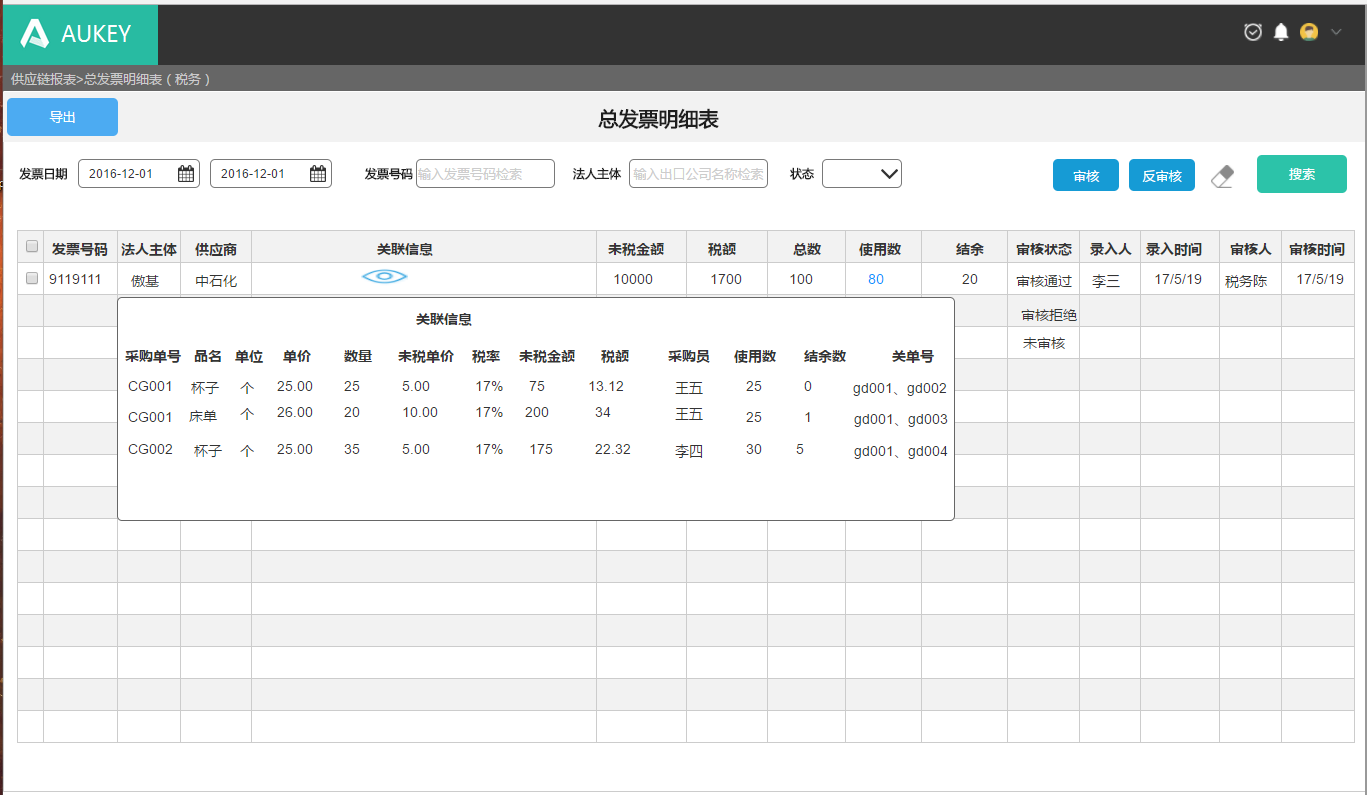 AUKEY
供应链报表>总发票明细表（税务）
导出
总发票明细表
发票日期 2016-12-01 2016-12-01 发票号码 输入发票号码检索 法人主体 输入出口公司名称检索 状态 审核 反审核 搜索
发票号码 法人主体 供应商 关联信息 未税金额 税额 总数 使用数 结余 审核状态 录入人 录入时间 审核人 审核时间
9119111 傲基 中石化 10000 1700 100 80 20 审核通过 李三 17/5/19 税务陈 17/5/19
审核拒绝
未审核
关联信息
采购单号 品名 单位 单价 数量 未税单价 税率 未税金额 税额 采购员 使用数 结余数 关单号
CG001 杯子 个 25.00 25 5.00 17% 75 13.12 王五 25 0 gd001、gd002
CG001 床单 个 26.00 20 10.00 17% 200 34 王五 25 1 gd001、gd003
CG002 杯子 个 25.00 35 5.00 17% 175 22.32 李四 30 5 gd001、gd004